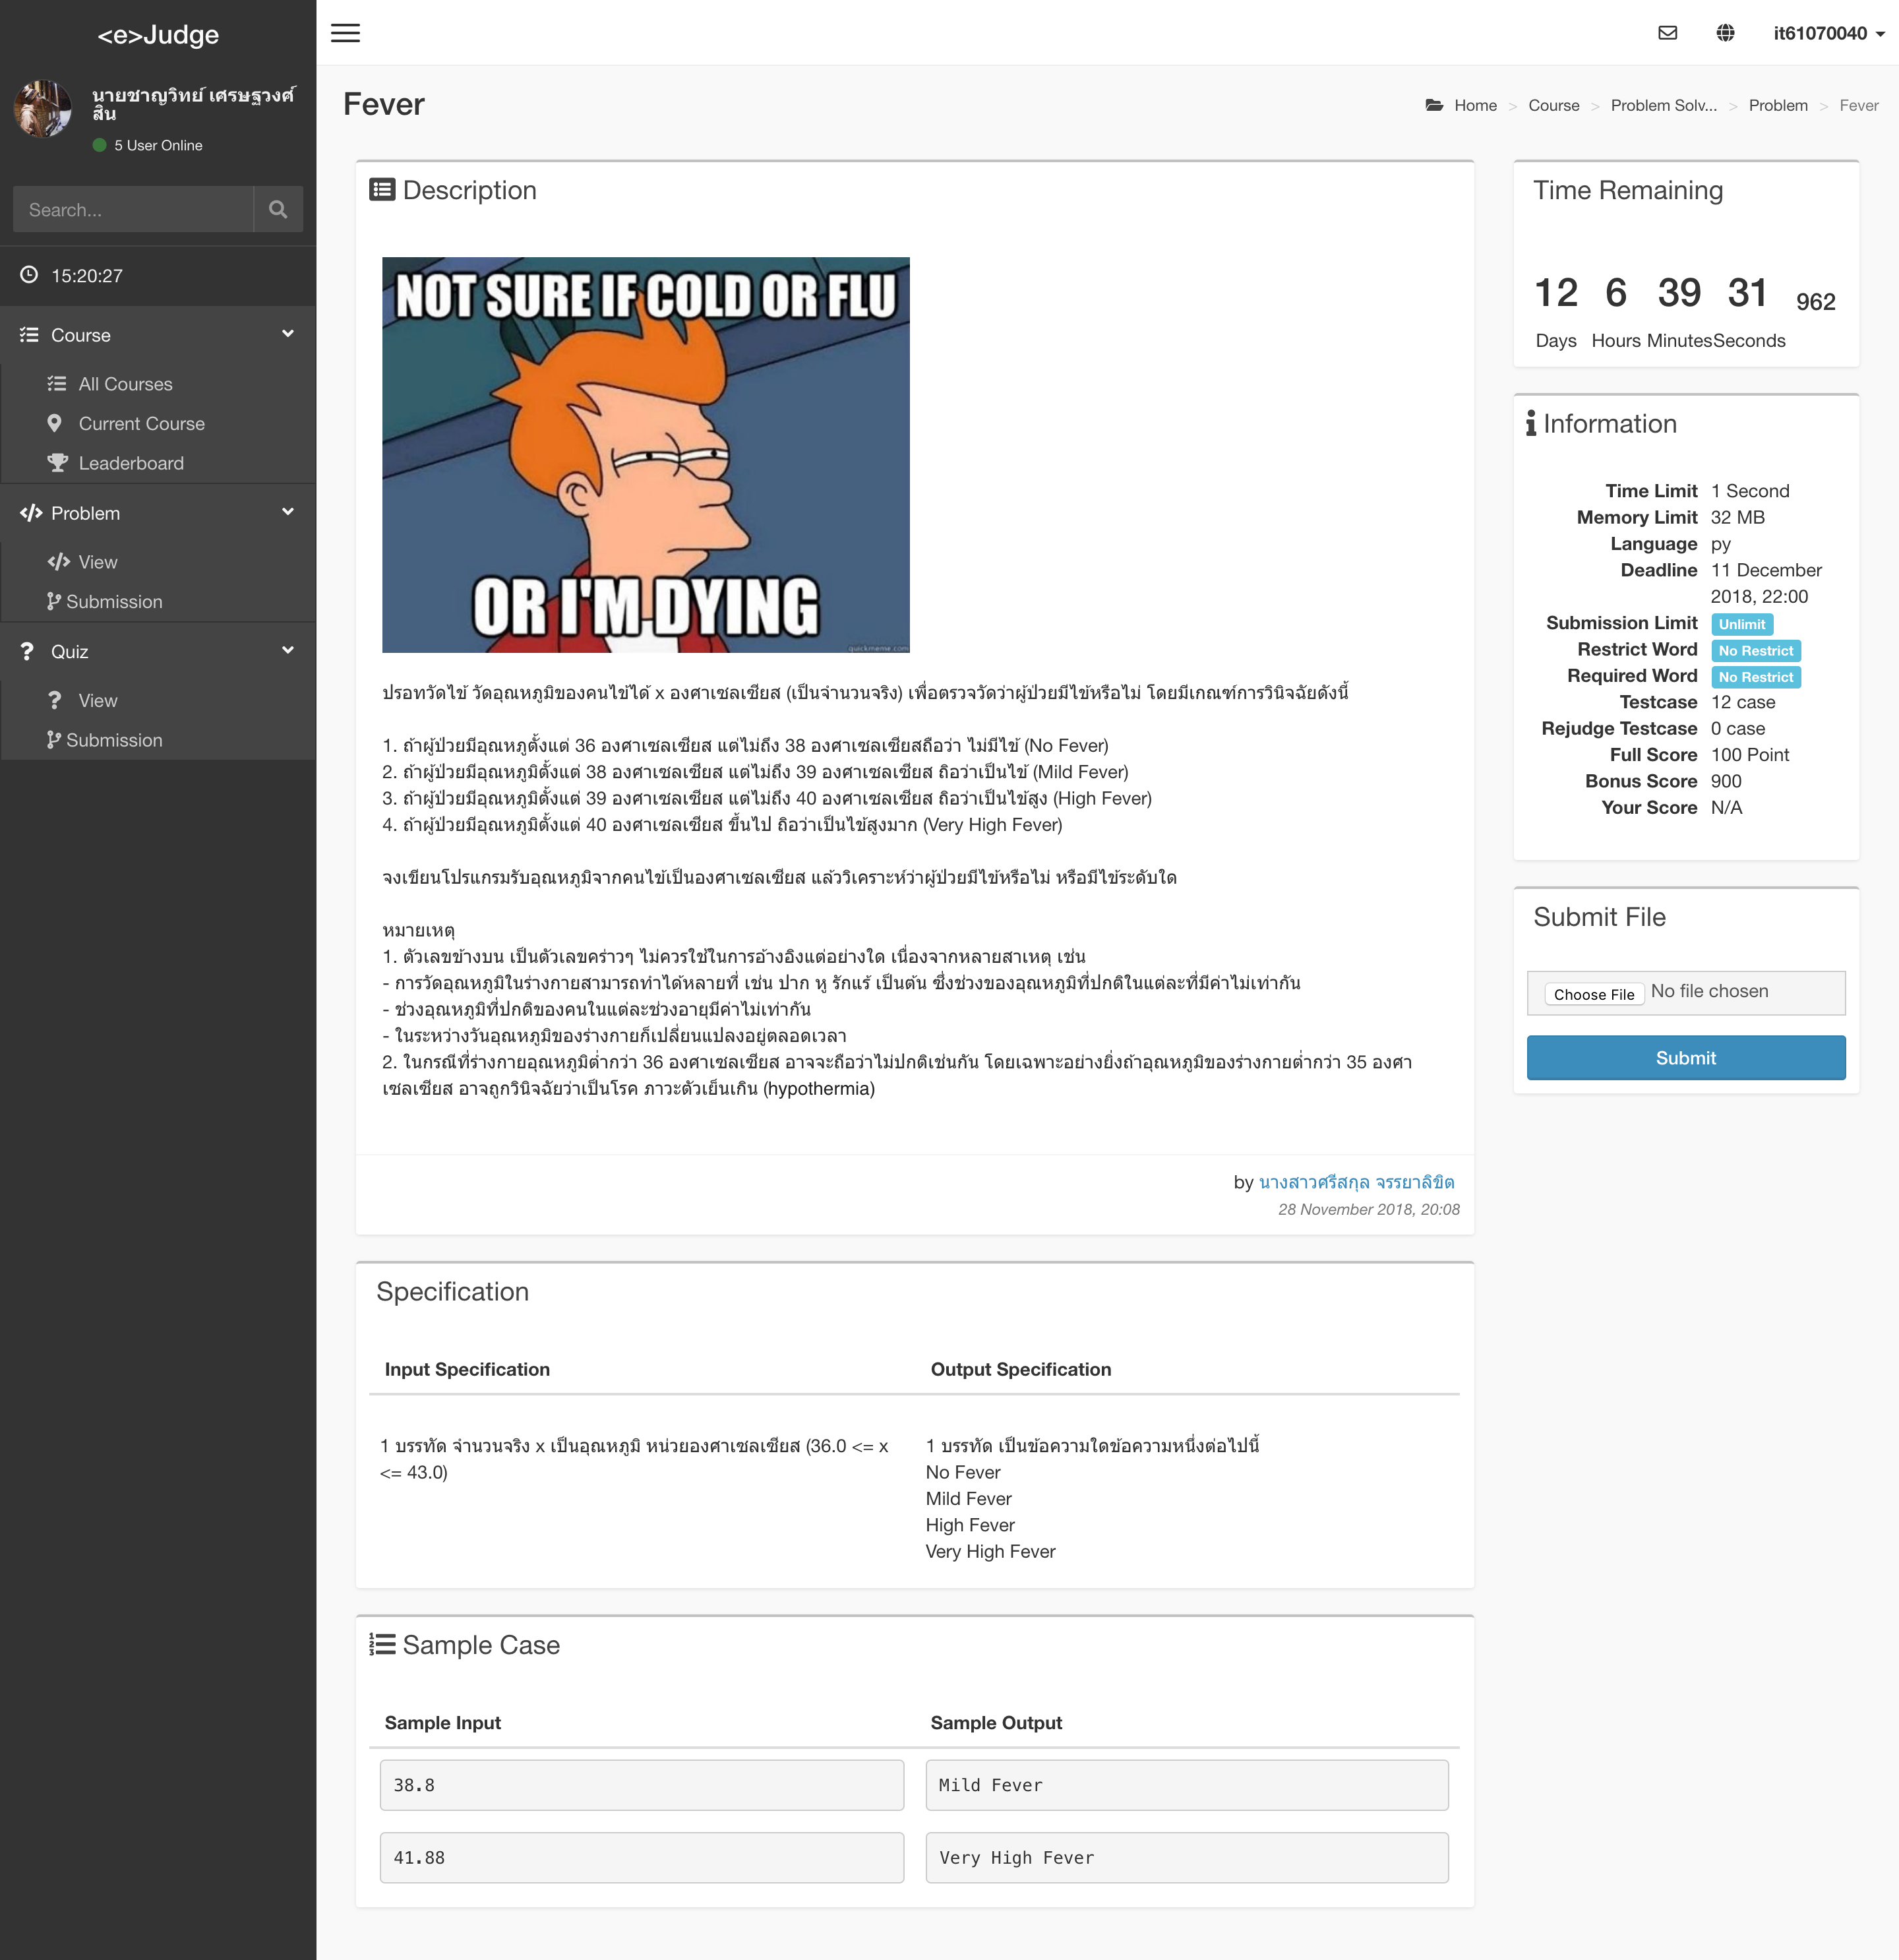 <e>Judge
it61070040
นายชาญวิทย์ เศรษฐวงศ์
สิน
5 User Online
Search...
15:20:27
Course
All Courses
Current Course
Leaderboard
Problem
View
Submission
Quiz
View
Submission
Fever
Home > Course > Problem Solv... > Problem > Fever
Description
NOT SURE IF COLD OR FLU
OR I'M DYING
quickmeme.com
ปรอทวัดไข้ วัดอุณหภูมิของคนไข้ได้ x องศาเซลเซียส (เป็นจำนวนจริง) เพื่อตรวจวัดว่าผู้ป่วยมีไข้หรือไม่ โดยมีเกณฑ์การวินิจฉัยดังนี้
1. ถ้าผู้ป่วยมีอุณหภูตั้งแต่ 36 องศาเซลเซียส แต่ไม่ถึง 38 องศาเซลเซียสถือว่า ไม่มีไข้ (No Fever)
2. ถ้าผู้ป่วยมีอุณหภูมิตั้งแต่ 38 องศาเซลเซียส แต่ไม่ถึง 39 องศาเซลเซียส ถิอว่าเป็นไข้ (Mild Fever)
3. ถ้าผู้ป่วยมีอุณหภูมิตั้งแต่ 39 องศาเซลเซียส แต่ไม่ถึง 40 องศาเซลเซียส ถิอว่าเป็นไข้สูง (High Fever)
4. ถ้าผู้ป่วยมีอุณหภูมิตั้งแต่ 40 องศาเซลเซียส ขึ้นไป ถิอว่าเป็นไข้สูงมาก (Very High Fever)
จงเขียนโปรแกรมรับอุณหภูมิจากคนไข้เป็นองศาเซลเซียส แล้ววิเคราะห์ว่าผู้ป่วยมีไข้หรือไม่ หรือมีไข้ระดับใด
หมายเหตุ
1. ตัวเลขข้างบน เป็นตัวเลขคร่าวๆ ไม่ควรใช้ในการอ้างอิงแต่อย่างใด เนื่องจากหลายสาเหตุ เช่น
- การวัดอุณหภูมิในร่างกายสามารถทำได้หลายที่ เช่น ปาก หู รักแร้ เป็นต้น ซึ่งช่วงของอุณหภูมิที่ปกติในแต่ละที่มีค่าไม่เท่ากัน
- ช่วงอุณหภูมิที่ปกติของคนในแต่ละช่วงอายุมีค่าไม่เท่ากัน
- ในระหว่างวันอุณหภูมิของร่างกายก็เปลี่ยนแปลงอยู่ตลอดเวลา
2. ในกรณีที่ร่างกายอุณหภูมิต่ำกว่า 36 องศาเซลเซียส อาจจะถือว่าไม่ปกติเช่นกัน โดยเฉพาะอย่างยิ่งถ้าอุณหภูมิของร่างกายต่ำกว่า 35 องศา
เซลเซียส อาจถูกวินิจฉัยว่าเป็นโรค ภาวะตัวเย็นเกิน (hypothermia)
by นางสาวศรีสกุล จรรยาลิขิต
28 November 2018, 20:08
Specification
Input Specification Output Specification
1 บรรทัด จำนวนจริง x เป็นอุณหภูมิ หน่วยองศาเซลเซียส (36.0 <= x
<= 43.0)
1 บรรทัด เป็นข้อความใดข้อความหนึ่งต่อไปนี้
No Fever
Mild Fever
High Fever
Very High Fever
Sample Case
Sample Input Sample Output
38.8 Mild Fever
41.88 Very High Fever
Time Remaining
12 6 39 31 962
Days Hours Minutes Seconds
Information
Time Limit 1 Second
Memory Limit 32 MB
Language py
Deadline 11 December
2018, 22:00
Submission Limit Unlimit
Restrict Word No Restrict
Required Word No Restrict
Testcase 12 case
Rejudge Testcase 0 case
Full Score 100 Point
Bonus Score 900
Your Score N/A
Submit File
Choose File No file chosen
Submit